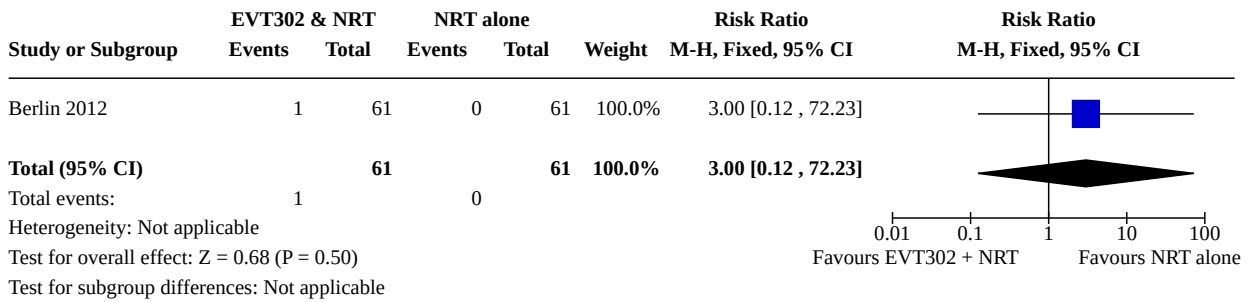 EVT302 & NRT NRT alone Risk Ratio Risk Ratio
Study or Subgroup Events Total Events Total Weight M-H, Fixed, 95% CI M-H, Fixed, 95% CI
Berlin 2012 1 61 0 61 100.0% 3.00 [0.12 , 72.23]
Total (95% CI) 61 61 100.0% 3.00 [0.12 , 72.23]
Total events: 1 0
Heterogeneity: Not applicable
0.01 0.1 1 10 100
Test for overall effect: Z = 0.68 (P = 0.50) Favours EVT302 + NRT Favours NRT alone
Test for subgroup differences: Not applicable